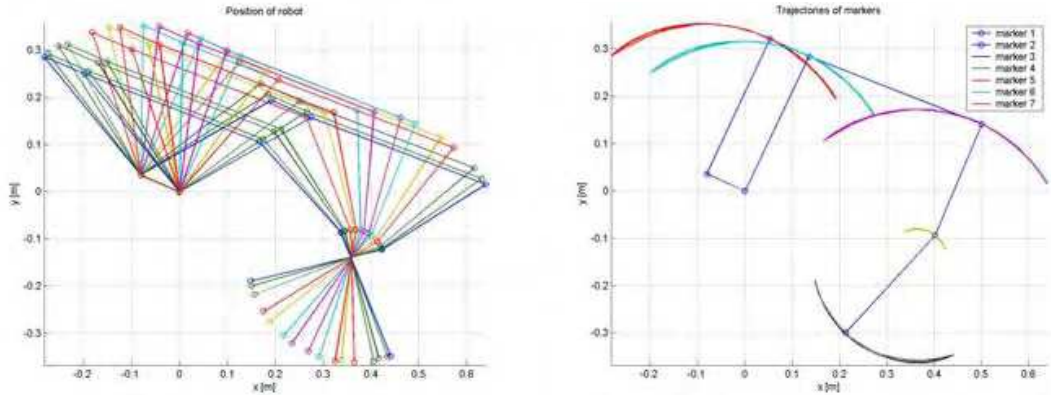 Position of robot
0.3
0.2
0.1
0
-0.1
-0.2
-0.3
y [m]
-0.2
-0.1
0
0.1
0.2
0.3
0.4
0.5
0.6
x [m]
Trajectories of markers
0.3
0.2
0.1
0
-0.1
-0.2
-0.3
y [m]
-0.2
-0.1
0
0.1
0.2
0.3
0.4
0.5
0.6
x [m]
marker 1
marker 2
marker 3
marker 4
marker 5
marker 6
marker 7